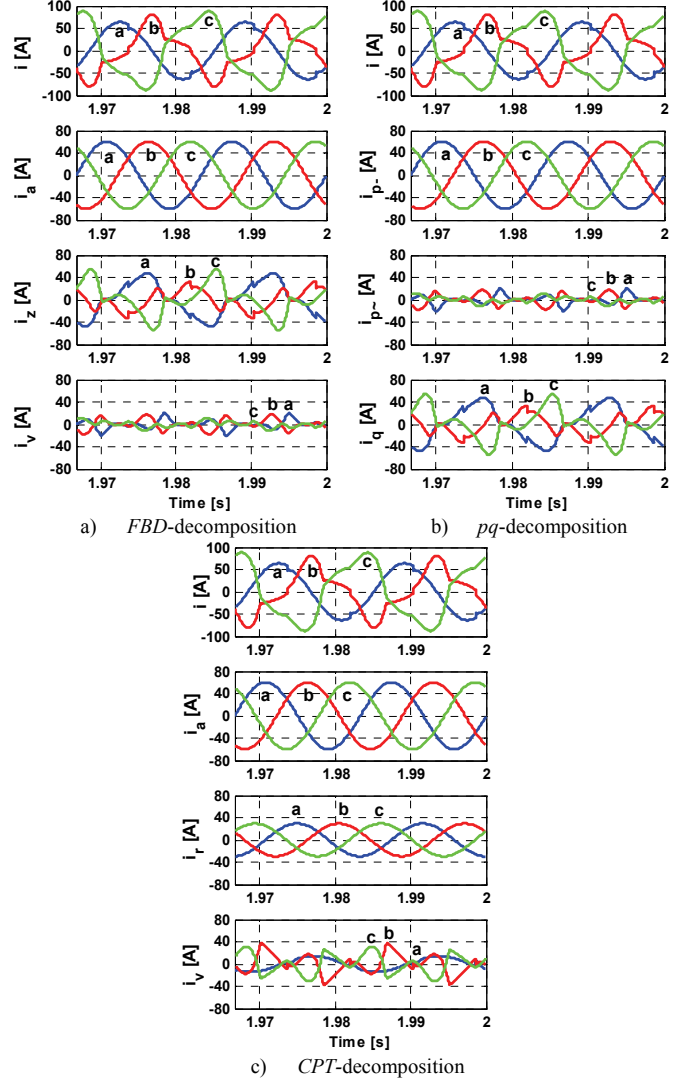 i [A]
100
50
0
-50
-100
a b c
1.97 1.98 1.99 2
i_a [A]
80
40
0
-40
-80
a b c
1.97 1.98 1.99 2
i_z [A]
80
40
0
-40
-80
a b c
1.97 1.98 1.99 2
i_v [A]
80
40
0
-40
-80
c b a
1.97 1.98 1.99 2
Time [s]
a) FBD-decomposition
i [A]
100
50
0
-50
-100
a b c
1.97 1.98 1.99 2
i_p- [A]
80
40
0
-40
-80
a b c
1.97 1.98 1.99 2
i_p~ [A]
80
40
0
-40
-80
c b a
1.97 1.98 1.99 2
i_q [A]
80
40
0
-40
-80
a b c
1.97 1.98 1.99 2
Time [s]
b) pq-decomposition
i [A]
100
50
0
-50
-100
a b c
1.97 1.98 1.99 2
i_a [A]
80
40
0
-40
-80
a b c
1.97 1.98 1.99 2
i_r [A]
80
40
0
-40
-80
a b c
1.97 1.98 1.99 2
i_v [A]
80
40
0
-40
-80
c b a
1.97 1.98 1.99 2
Time [s]
c) CPT-decomposition